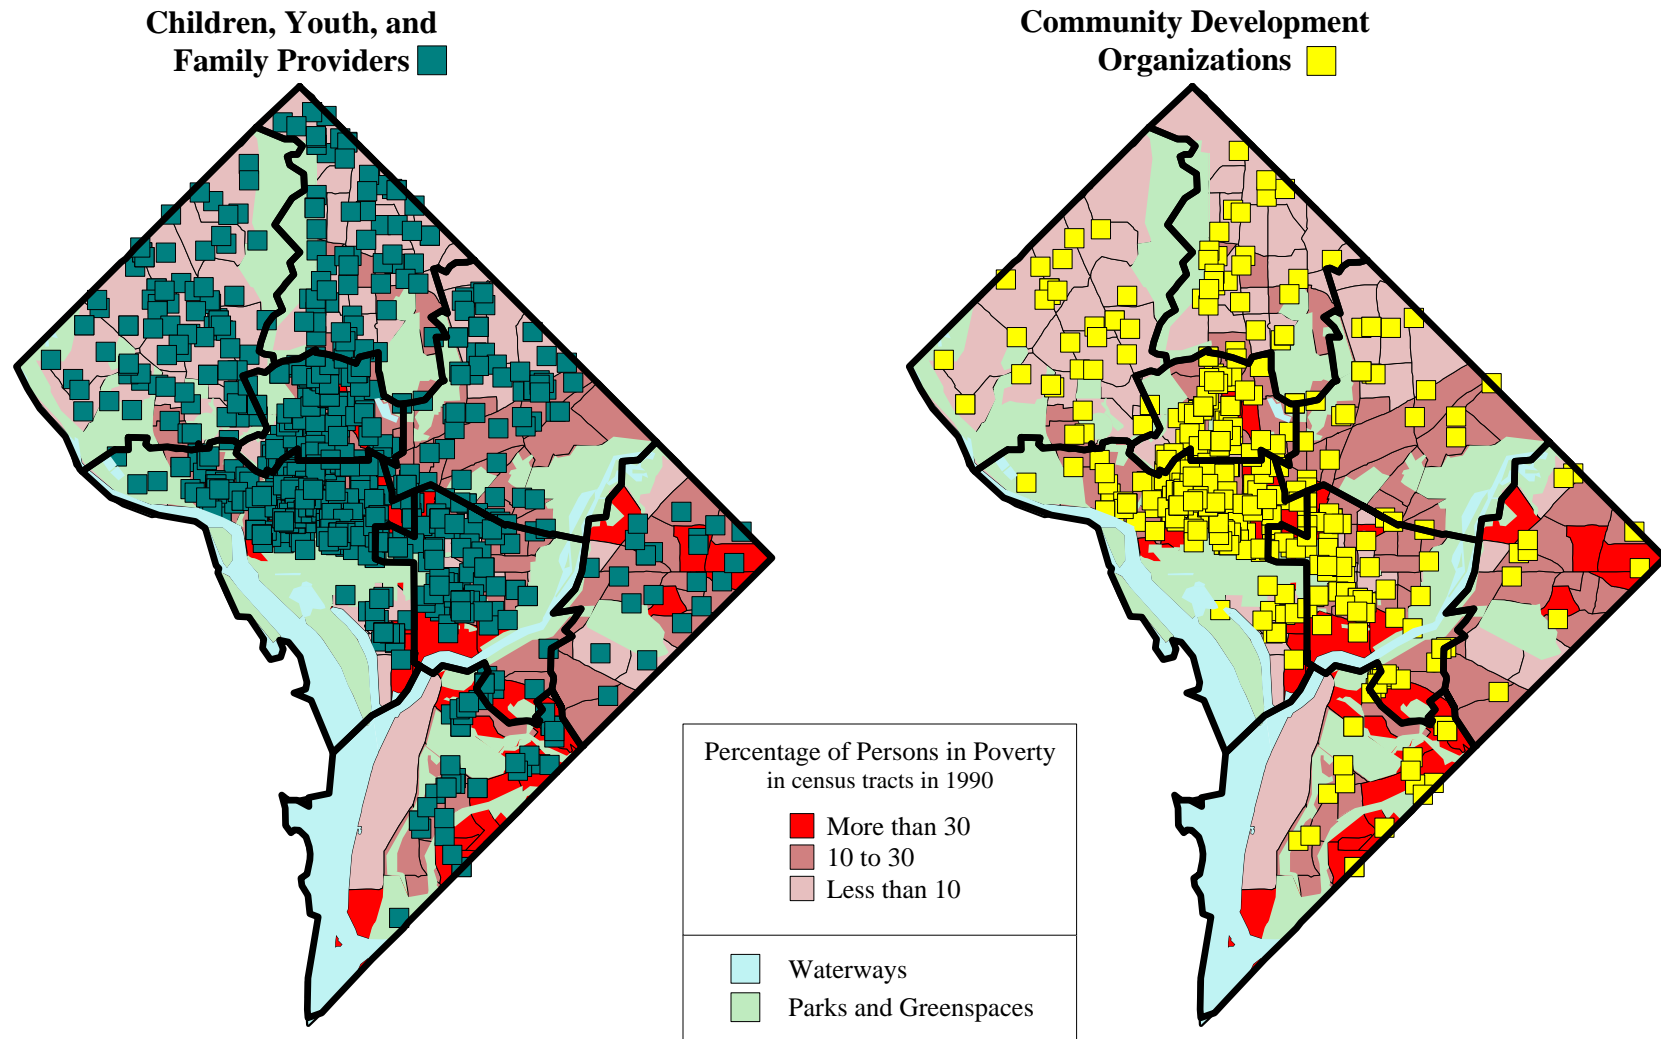 Children, Youth, and
Family Providers
Community Development
Organizations
Percentage of Persons in Poverty
in census tracts in 1990
More than 30
10 to 30
Less than 10
Waterways
Parks and Greenspaces